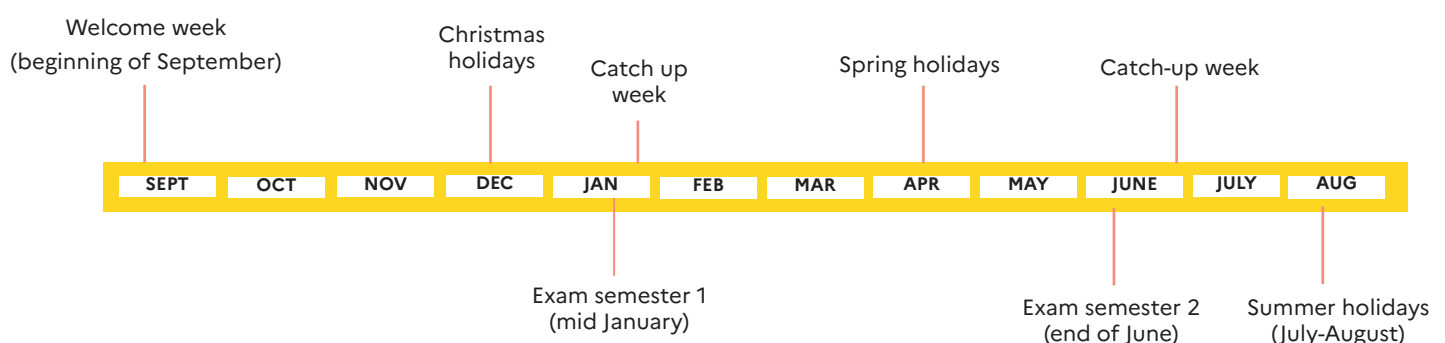 Welcome week
(beginning of September)
Christmas
holidays
Catch up
week
Spring holidays
Catch-up week
SEPT
OCT
NOV
DEC
JAN
FEB
MAR
APR
MAY
JUNE
JULY
AUG
Exam semester 1
(mid January)
Exam semester 2
(end of June)
Summer holidays
(July-August)